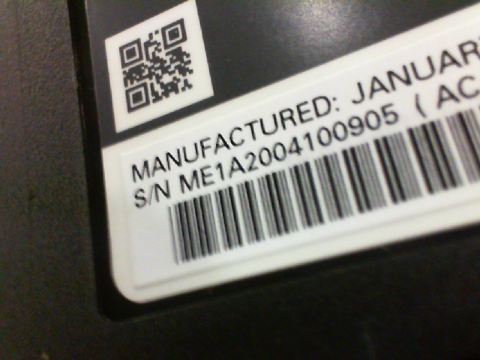 MANUFACTURED: JANUAR
S/N ME1A2004100905 ( AC